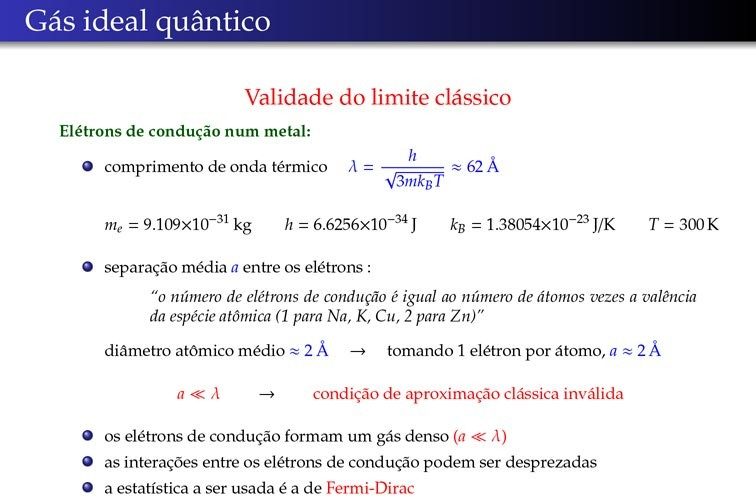 Gás ideal quântico
Validade do limite clássico
Elétrons de condução num metal:
comprimento de onda térmico λ = h / √3mk_BT ≈ 62 Å
mₑ = 9.109×10⁻³¹ kg h = 6.6256×10⁻³⁴ J k_B = 1.38054×10⁻²³ J/K T = 300 K
separação média a entre os elétrons :
“o número de elétrons de condução é igual ao número de átomos vezes a valência
da espécie atômica (1 para Na, K, Cu, 2 para Zn)”
diâmetro atômico médio ≈ 2 Å → tomando 1 elétron por átomo, a ≈ 2 Å
a ≪ λ → condição de aproximação clássica inválida
os elétrons de condução formam um gás denso (a ≪ λ)
as interações entre os elétrons de condução podem ser desprezadas
a estatística a ser usada é a de Fermi-Dirac